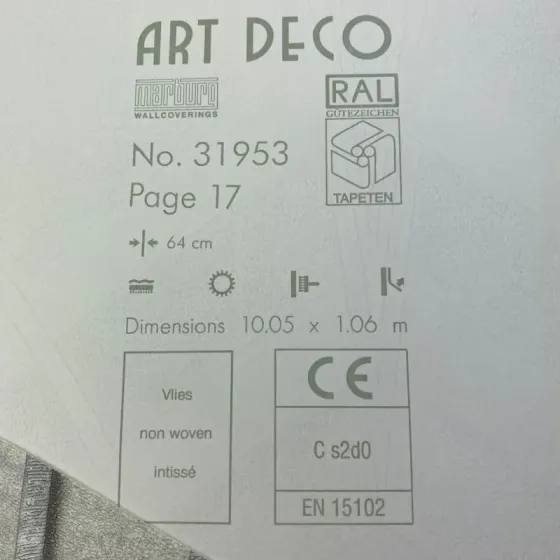 ART DECO
marburg
WALLCOVERINGS
RAL
GÜTEZEICHEN
TAPETEN
No. 31953
Page 17
64 cm
Dimensions 10.05 x 1.06 m
Vlies
non woven
intissé
CE
C s2d0
EN 15102